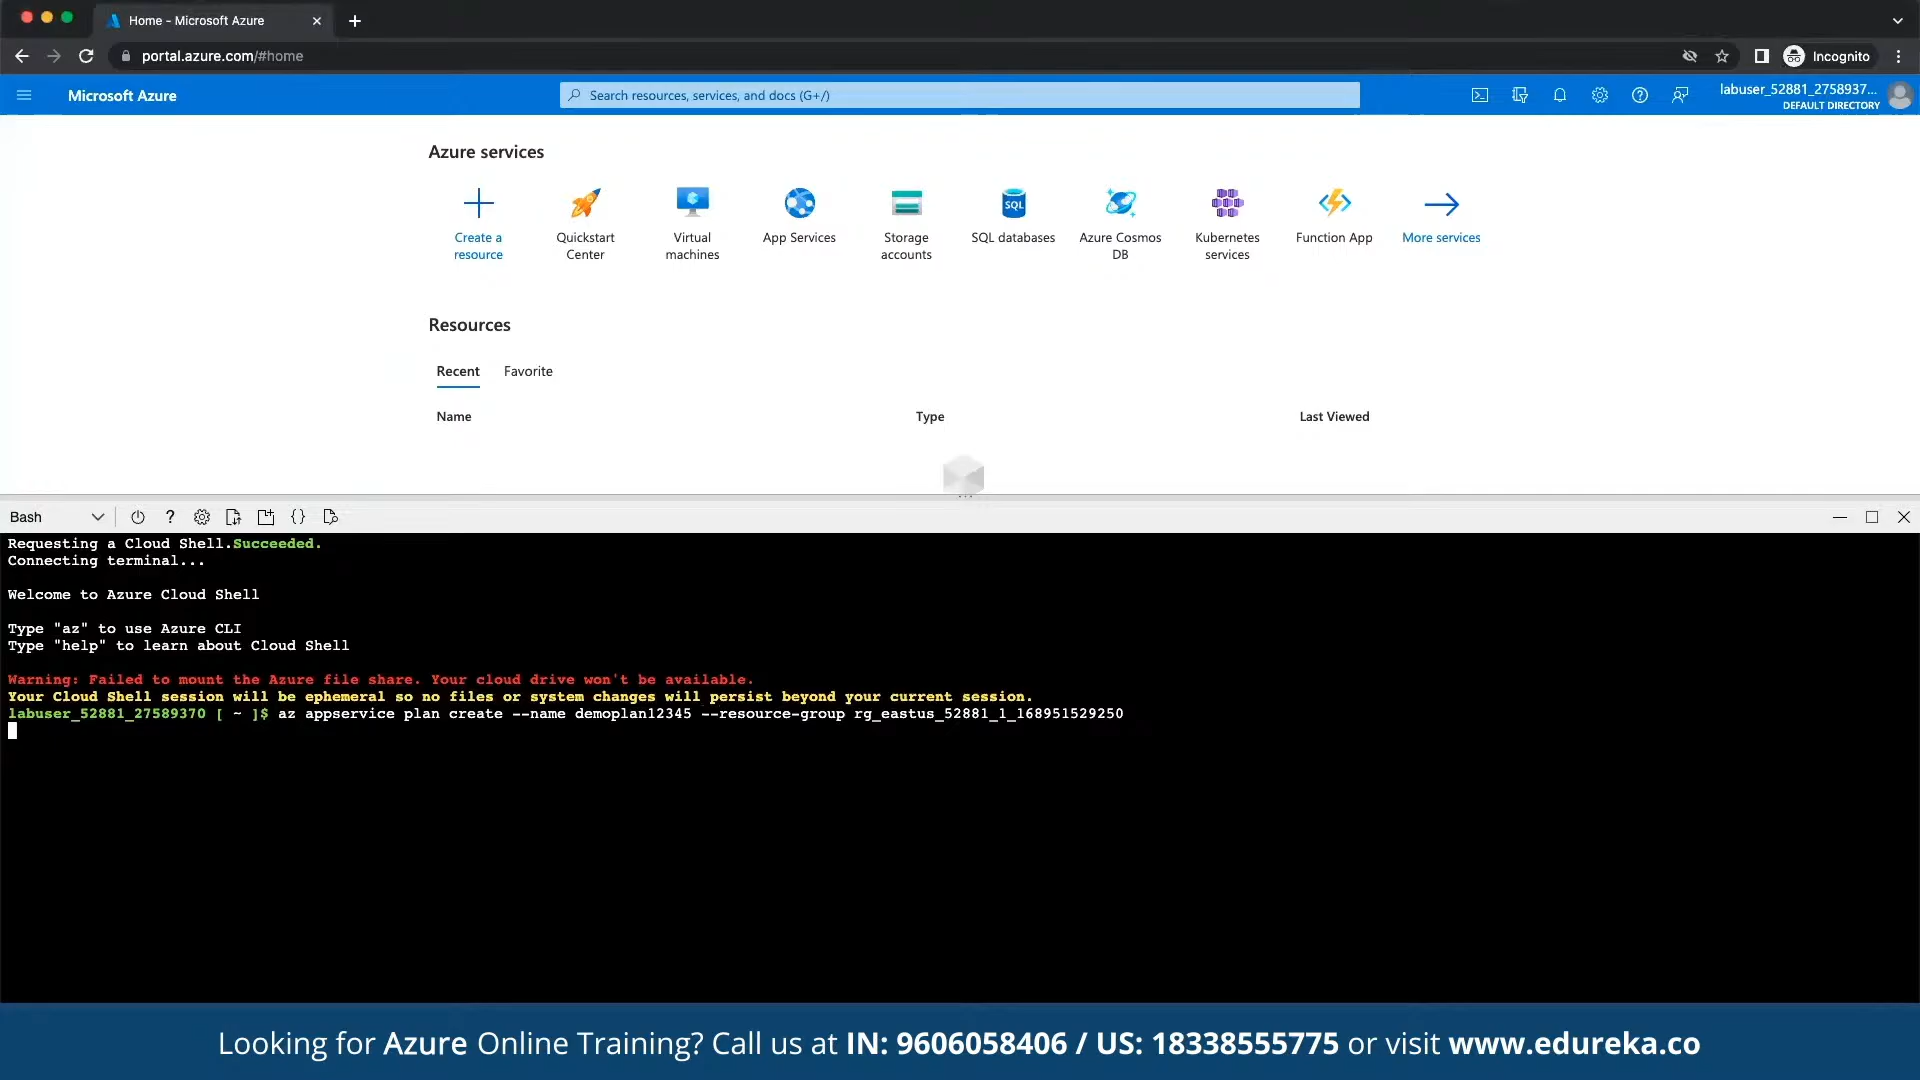 Home - Microsoft Azure
portal.azure.com/#home
Incognito
Microsoft Azure
Search resources, services, and docs (G+/)
labuser_52881_2758937...
DEFAULT DIRECTORY
Azure services
Create a
resource
Quickstart
Center
Virtual
machines
App Services
Storage
accounts
SQL
SQL databases
Azure Cosmos
DB
Kubernetes
services
Function App
More services
Resources
Recent Favorite
Name Type Last Viewed
Bash
Requesting a Cloud Shell.Succeeded.
Connecting terminal...
Welcome to Azure Cloud Shell
Type "az" to use Azure CLI
Type "help" to learn about Cloud Shell
Warning: Failed to mount the Azure file share. Your cloud drive won't be available.
Your Cloud Shell session will be ephemeral so no files or system changes will persist beyond your current session.
labuser_52881_27589370 [ ~ ]$ az appservice plan create --name demoplan12345 --resource-group rg_eastus_52881_1_168951529250
Looking for Azure Online Training? Call us at IN: 9606058406 / US: 18338555775 or visit www.edureka.co